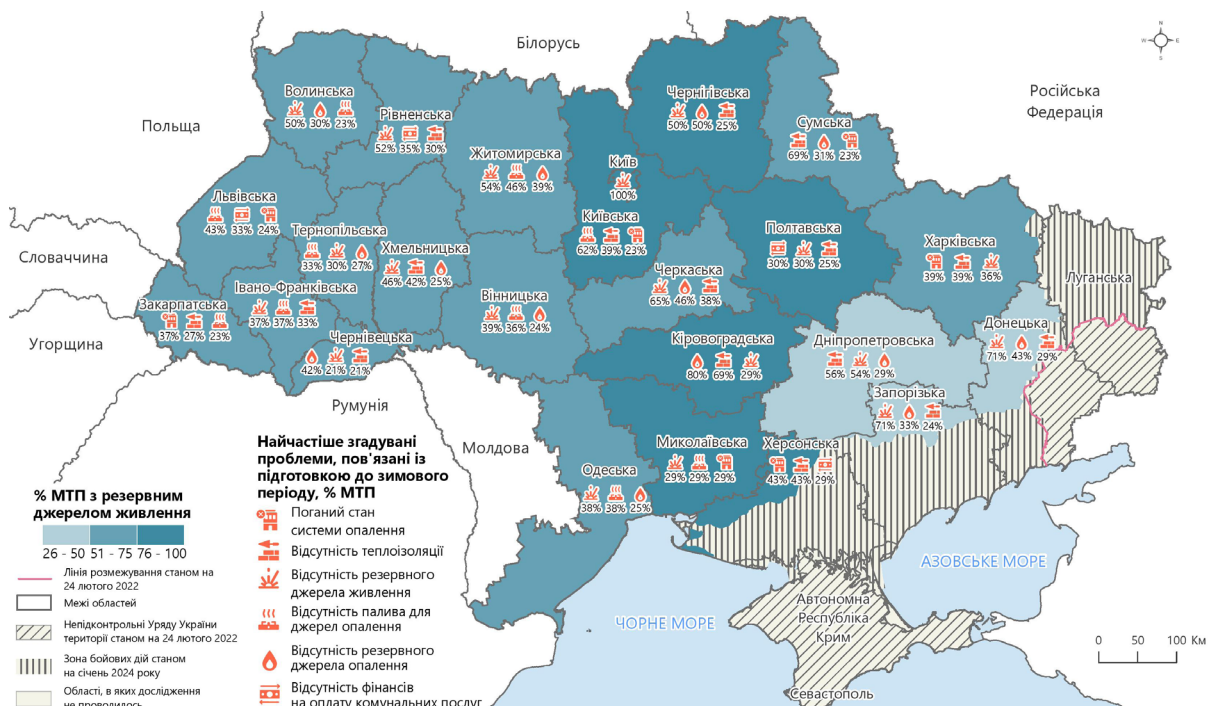 Білорусь
N
W
E
S
Російська
Федерація
Польща
Словаччина
Угорщина
Румунія
Молдова
Волинська
50% 30% 23%
Рівненська
52% 35% 30%
Житомирська
54% 46% 39%
Київ
100%
Київська
62% 39% 23%
Чернігівська
50% 50% 25%
Сумська
69% 31% 23%
Львівська
43% 33% 24%
Тернопільська
33% 30% 27%
Хмельницька
46% 42% 25%
Івано-Франківська
37% 37% 33%
Закарпатська
37% 27% 23%
Чернівецька
42% 21% 21%
Вінницька
39% 36% 24%
Черкаська
65% 46% 38%
Полтавська
30% 30% 25%
Харківська
39% 39% 36%
Луганська
Донецька
71% 43% 29%
Дніпропетровська
56% 54% 29%
Запорізька
71% 33% 24%
Кіровоградська
80% 69% 29%
Миколаївська
29% 29% 29%
Херсонська
43% 43% 29%
Одеська
38% 38% 25%
АЗОВСЬКЕ МОРЕ
ЧОРНЕ МОРЕ
Автономна
Республіка
Крим
Севастополь
0 50 100 Км
% МТП з резервним
джерелом живлення
26 - 50 51 - 75 76 - 100
Лінія розмежування станом на
24 лютого 2022
Межі областей
Непідконтрольні Уряду України
території станом на 24 лютого 2022
Зона бойових дій станом
на січень 2024 року
Області, в яких дослідження
не проводилось
Найчастіше згадувані
проблеми, пов'язані із
підготовкою до зимового
періоду, % МТП
Поганий стан
системи опалення
Відсутність теплоізоляції
Відсутність резервного
джерела живлення
Відсутність палива для
джерел опалення
Відсутність резервного
джерела опалення
Відсутність фінансів
на оплату комунальних послуг